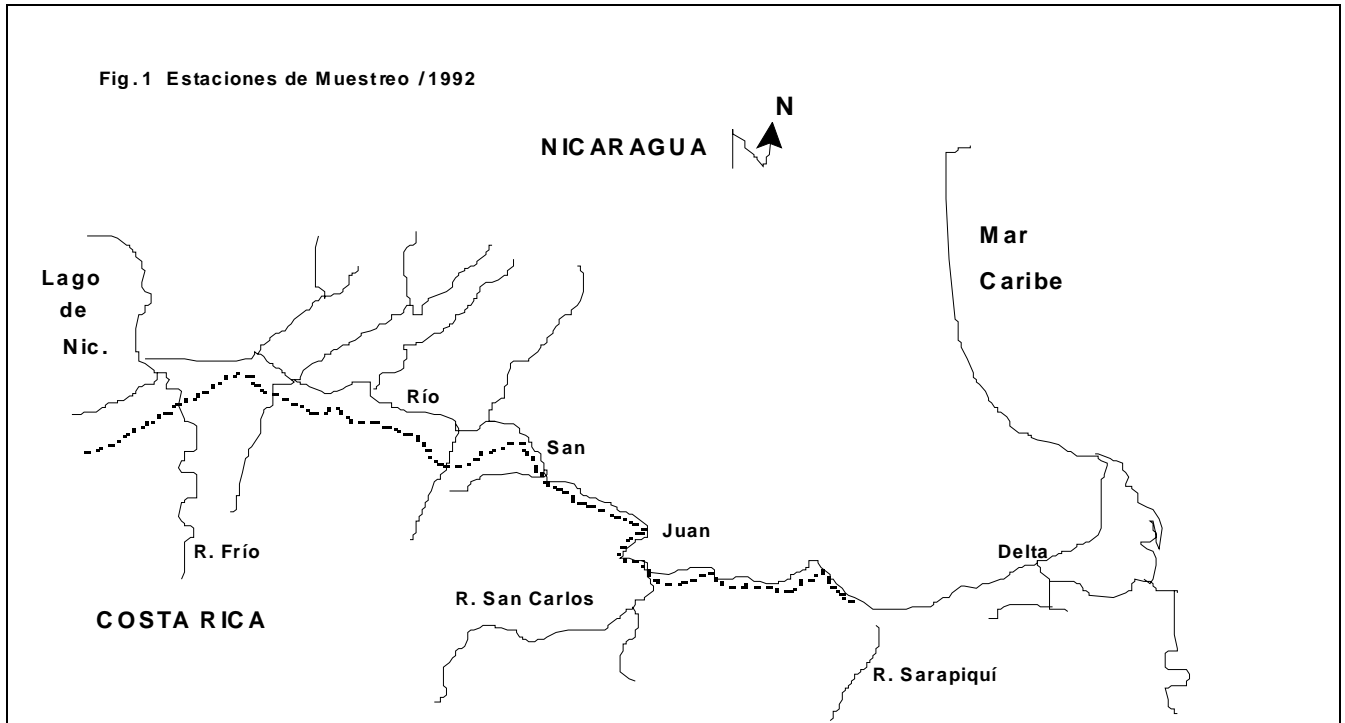 Fig.1 Estaciones de Muestreo /1992
N
NICARAGUA
Mar
Caribe
Lago
de
Nic.
Río
San
Juan
Delta
R. Frío
R. San Carlos
COSTA RICA
R. Sarapiquí